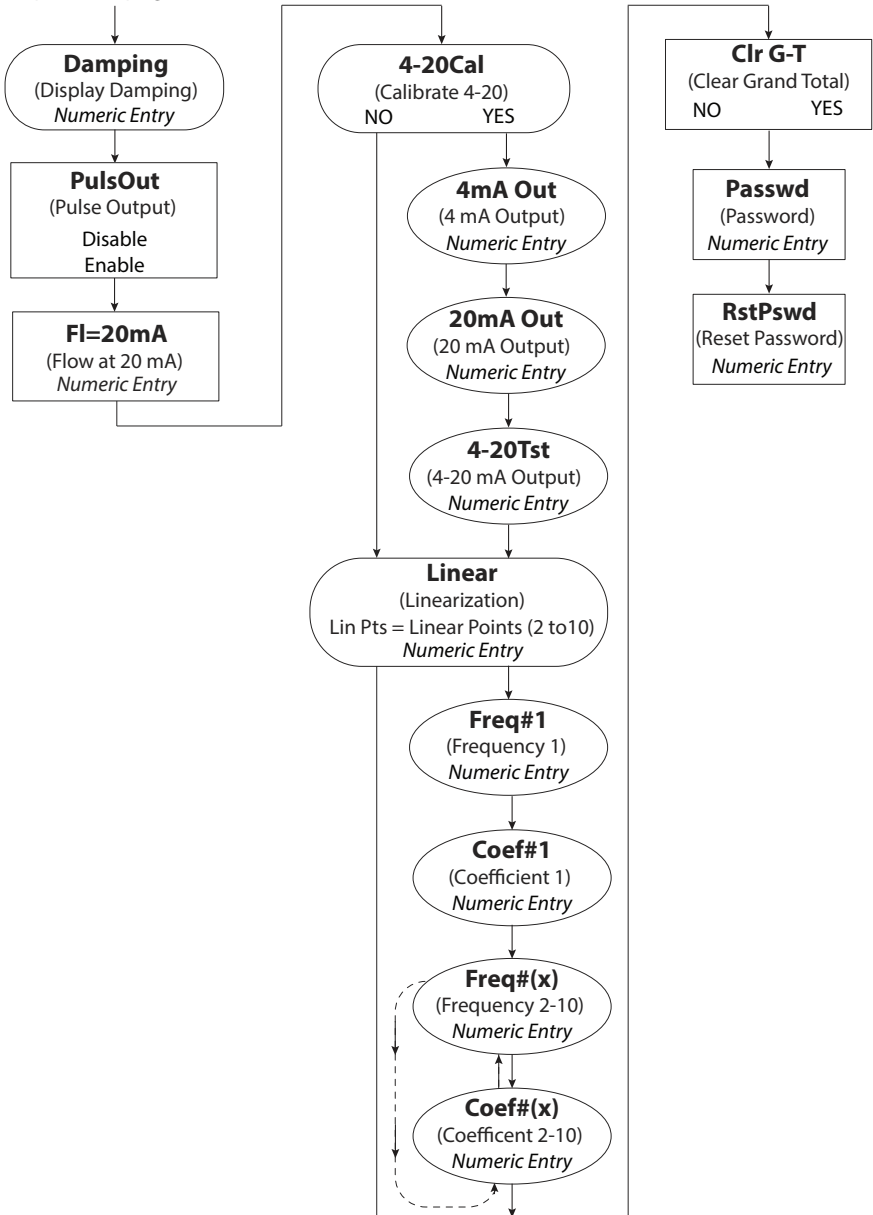 Damping
(Display Damping)
Numeric Entry
PulsOut
(Pulse Output)
Disable
Enable
Fl=20mA
(Flow at 20 mA)
Numeric Entry
4-20Cal
(Calibrate 4-20)
NO YES
4mA Out
(4 mA Output)
Numeric Entry
20mA Out
(20 mA Output)
Numeric Entry
4-20Tst
(4-20 mA Output)
Numeric Entry
Linear
(Linearization)
Lin Pts = Linear Points (2 to10)
Numeric Entry
Freq#1
(Frequency 1)
Numeric Entry
Coef#1
(Coefficient 1)
Numeric Entry
Freq#(x)
(Frequency 2-10)
Numeric Entry
Coef#(x)
(Coefficent 2-10)
Numeric Entry
Clr G-T
(Clear Grand Total)
NO YES
Passwd
(Password)
Numeric Entry
RstPswd
(Reset Password)
Numeric Entry